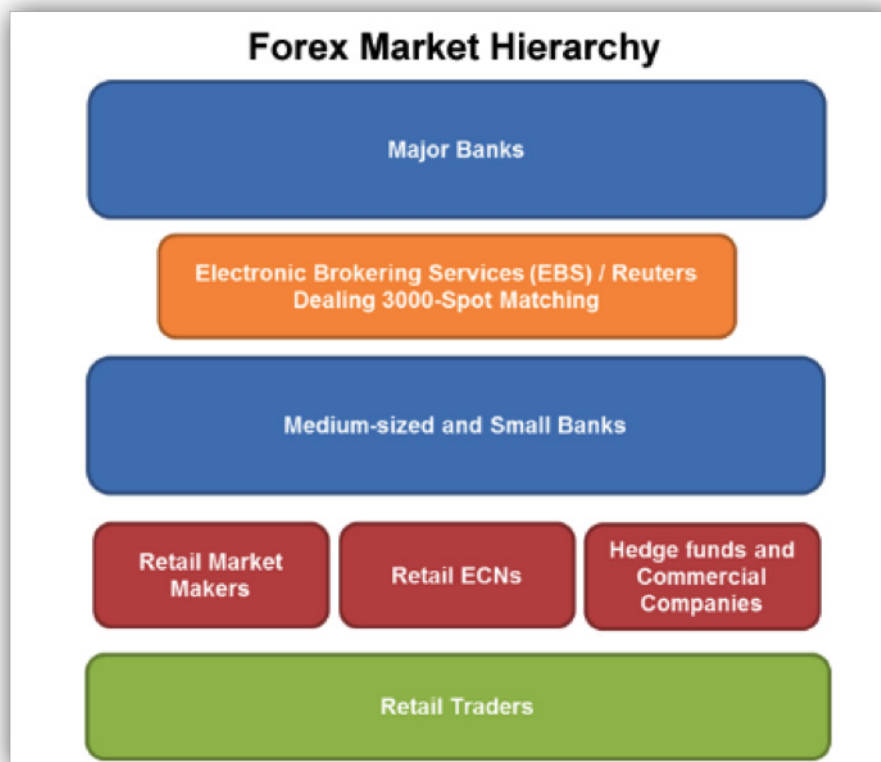 Forex Market Hierarchy
Major Banks
Electronic Brokering Services (EBS) / Reuters
Dealing 3000-Spot Matching
Medium-sized and Small Banks
Retail Market
Makers
Retail ECNs
Hedge funds and
Commercial
Companies
Retail Traders